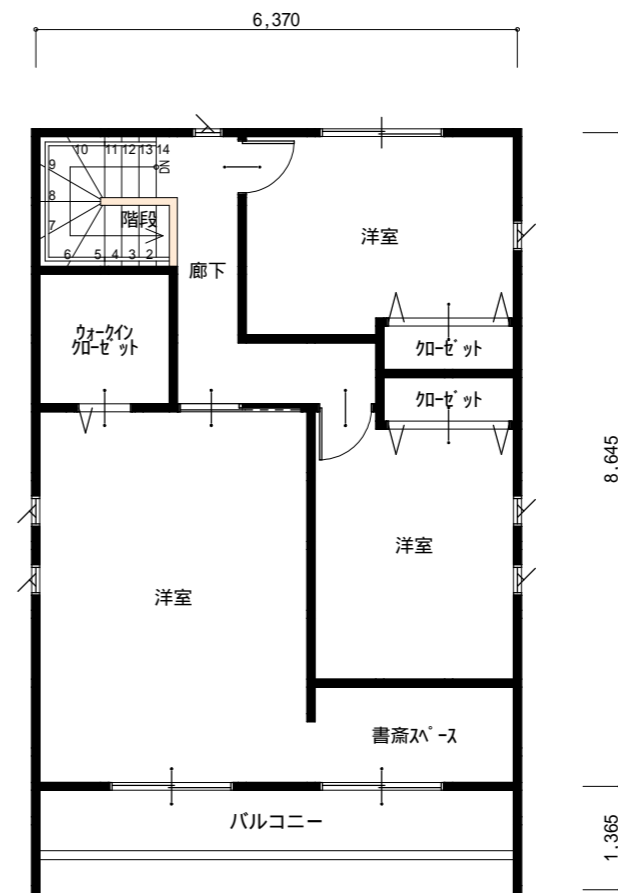 6,370
10 11 12 13 14
DN
9
8
階段
7
6 5 4 3 2
洋室
廊下
ｳｫｰｸｲﾝ
ｸﾛｰｾﾞｯﾄ
ｸﾛｰｾﾞｯﾄ
ｸﾛｰｾﾞｯﾄ
8,645
洋室
洋室
書斎ｽﾍﾟｰｽ
バルコニー
1,365